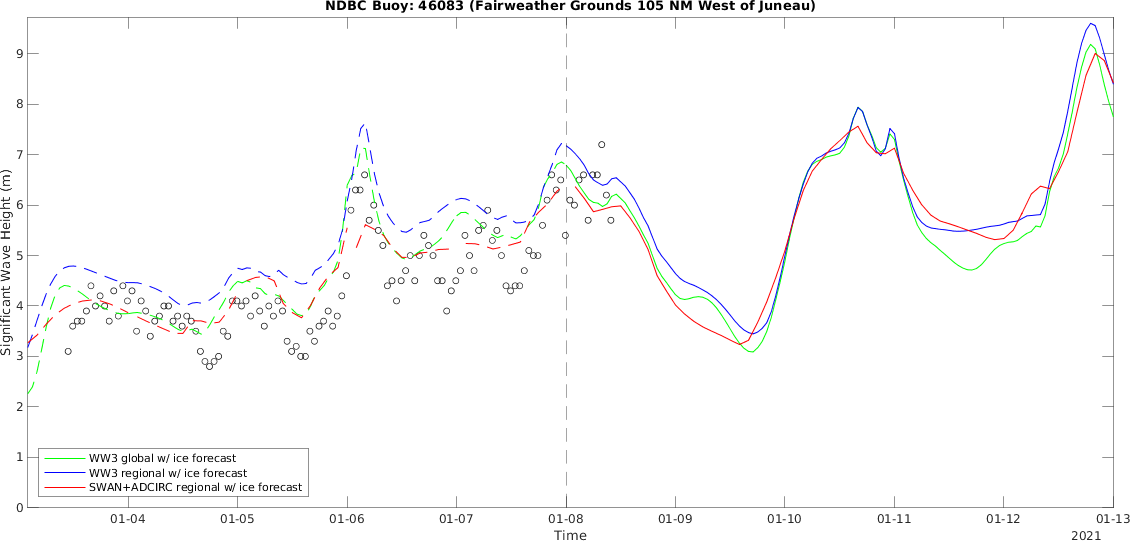 NDBC Buoy: 46083 (Fairweather Grounds 105 NM West of Juneau)
Significant Wave Height (m)
9
8
7
6
5
4
3
2
1
0
WW3 global w/ ice forecast
WW3 regional w/ ice forecast
SWAN+ADCIRC regional w/ ice forecast
01-04 01-05 01-06 01-07 01-08 01-09 01-10 01-11 01-12 01-13
Time
2021